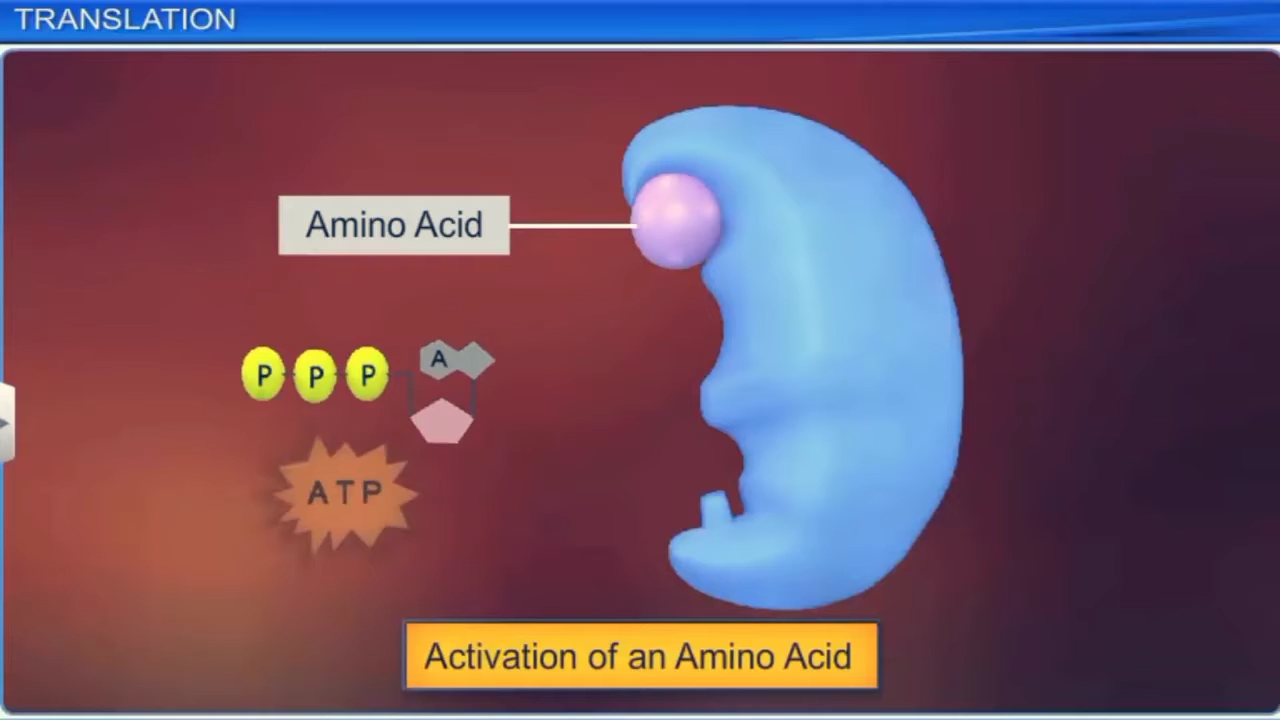 TRANSLATION
Amino Acid
P P P A
ATP
Activation of an Amino Acid